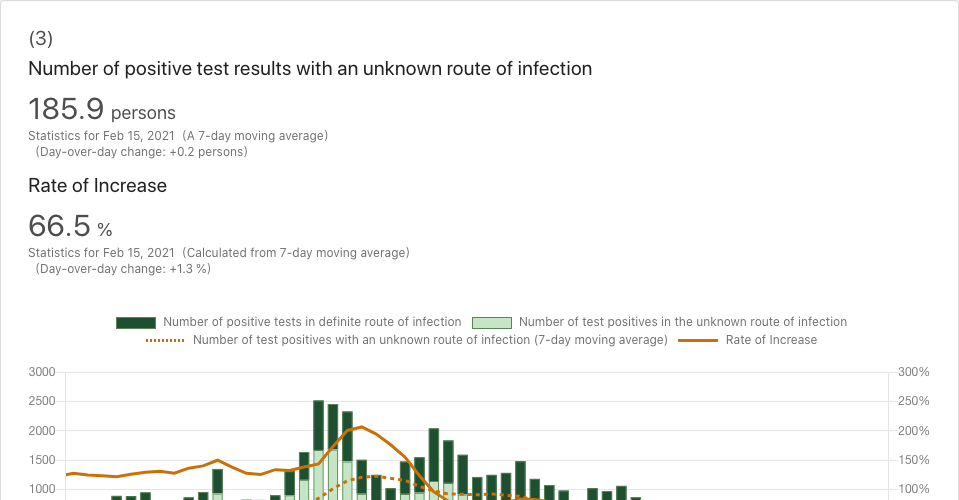 (3)
Number of positive test results with an unknown route of infection
185.9 persons
Statistics for Feb 15, 2021 (A 7-day moving average)
(Day-over-day change: +0.2 persons)
Rate of Increase
66.5 %
Statistics for Feb 15, 2021 (Calculated from 7-day moving average)
(Day-over-day change: +1.3 %)
Number of positive tests in definite route of infection Number of test positives in the unknown route of infection
Number of test positives with an unknown route of infection (7-day moving average) Rate of Increase
3000 300%
2500 250%
2000 200%
1500 150%
1000 100%